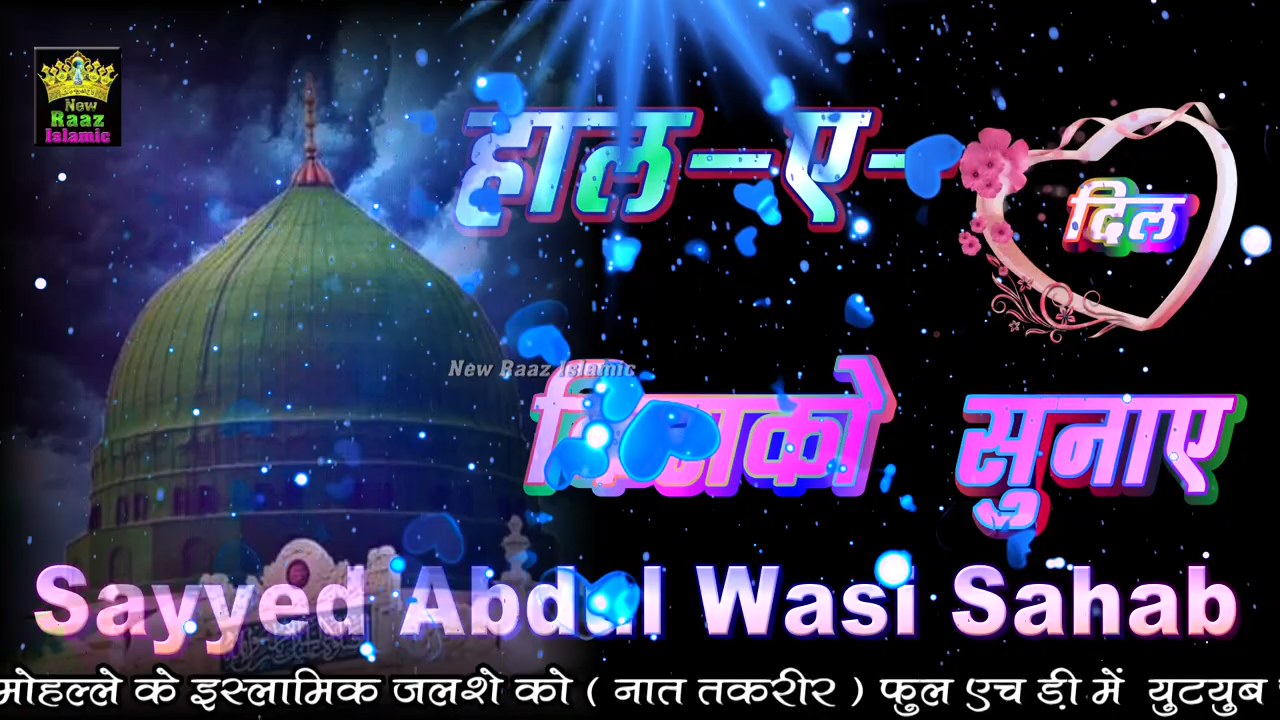 New
Raaz
Islamic
हाल-ए-
दिल
New Raaz Islamic
सुनाए
Sayyed Abdul Wasi Sahab
मोहल्ले के इस्लामिक जलशे को ( नात तकरीर ) फुल एच डी में युटयुब